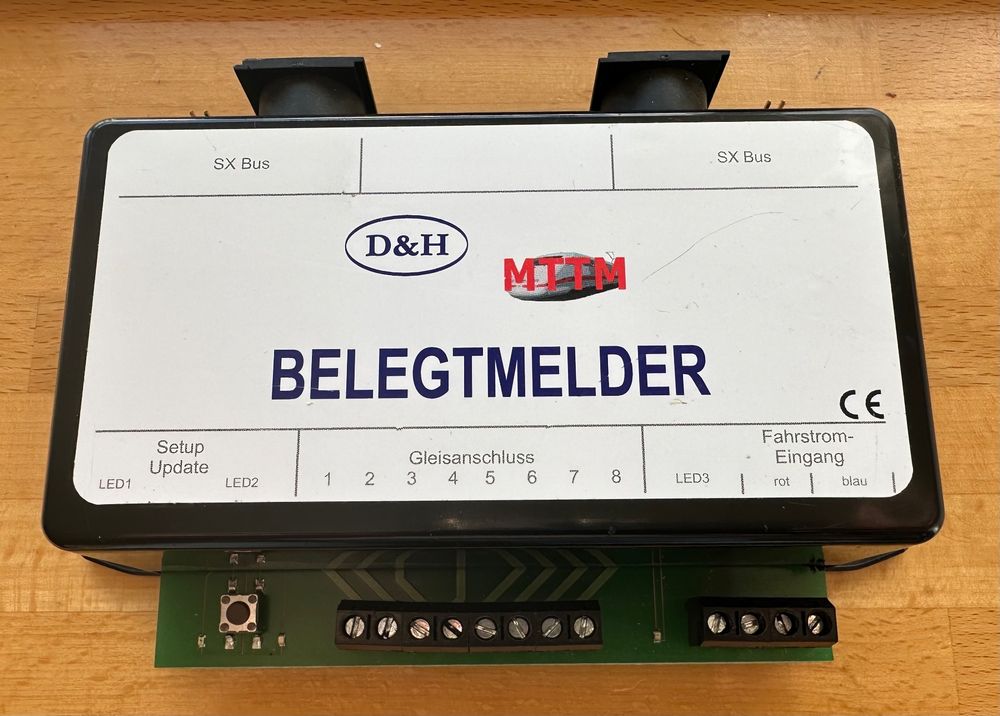 SX Bus
SX Bus
D&H
MTTM
BELEGTMELDER
CE
Setup
Update
LED1 LED2
Gleisanschluss
1 2 3 4 5 6 7 8
Fahrstrom-
Eingang
LED3 rot blau